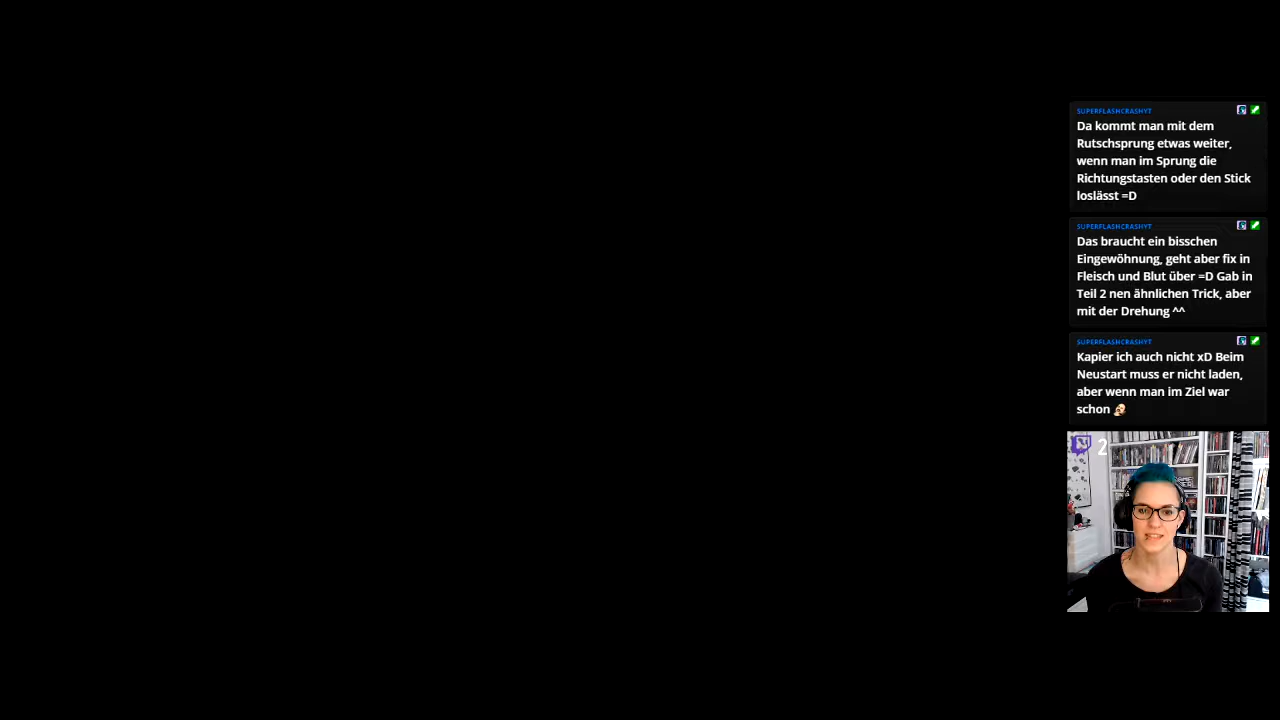 SUPERFLASHCRASHYT
Da kommt man mit dem
Rutschsprung etwas weiter,
wenn man im Sprung die
Richtungstasten oder den Stick
loslässt =D
SUPERFLASHCRASHYT
Das braucht ein bisschen
Eingewöhnung, geht aber fix in
Fleisch und Blut über =D Gab in
Teil 2 nen ähnlichen Trick, aber
mit der Drehung ^^
SUPERFLASHCRASHYT
Kapier ich auch nicht xD Beim
Neustart muss er nicht laden,
aber wenn man im Ziel war
schon
2